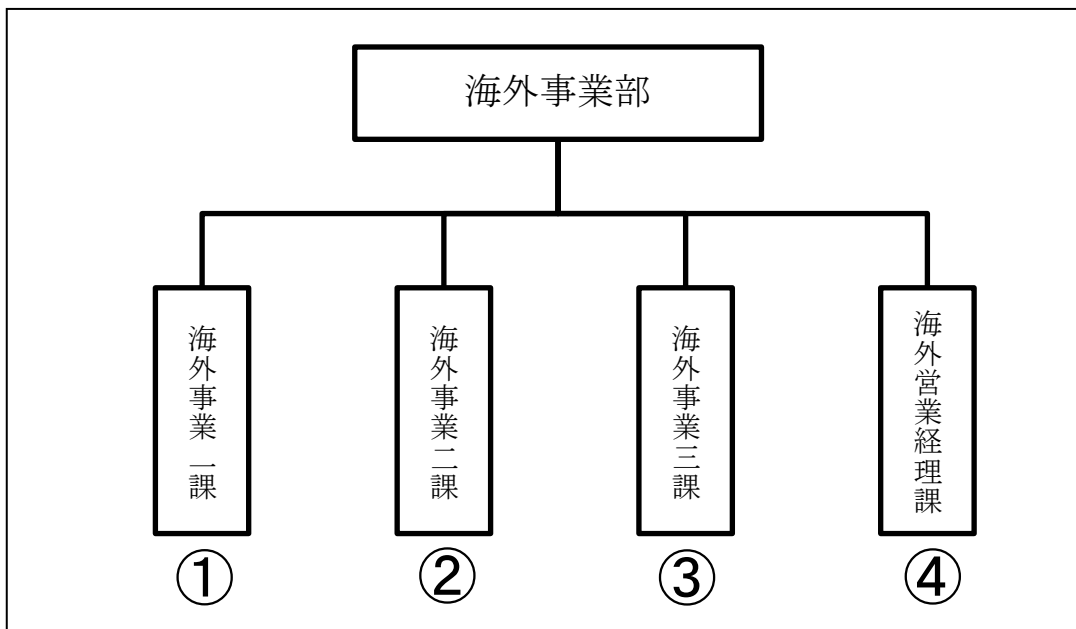 海外事業部
海外事業一課
海外事業二課
海外事業三課
海外営業経理課
①
②
③
④